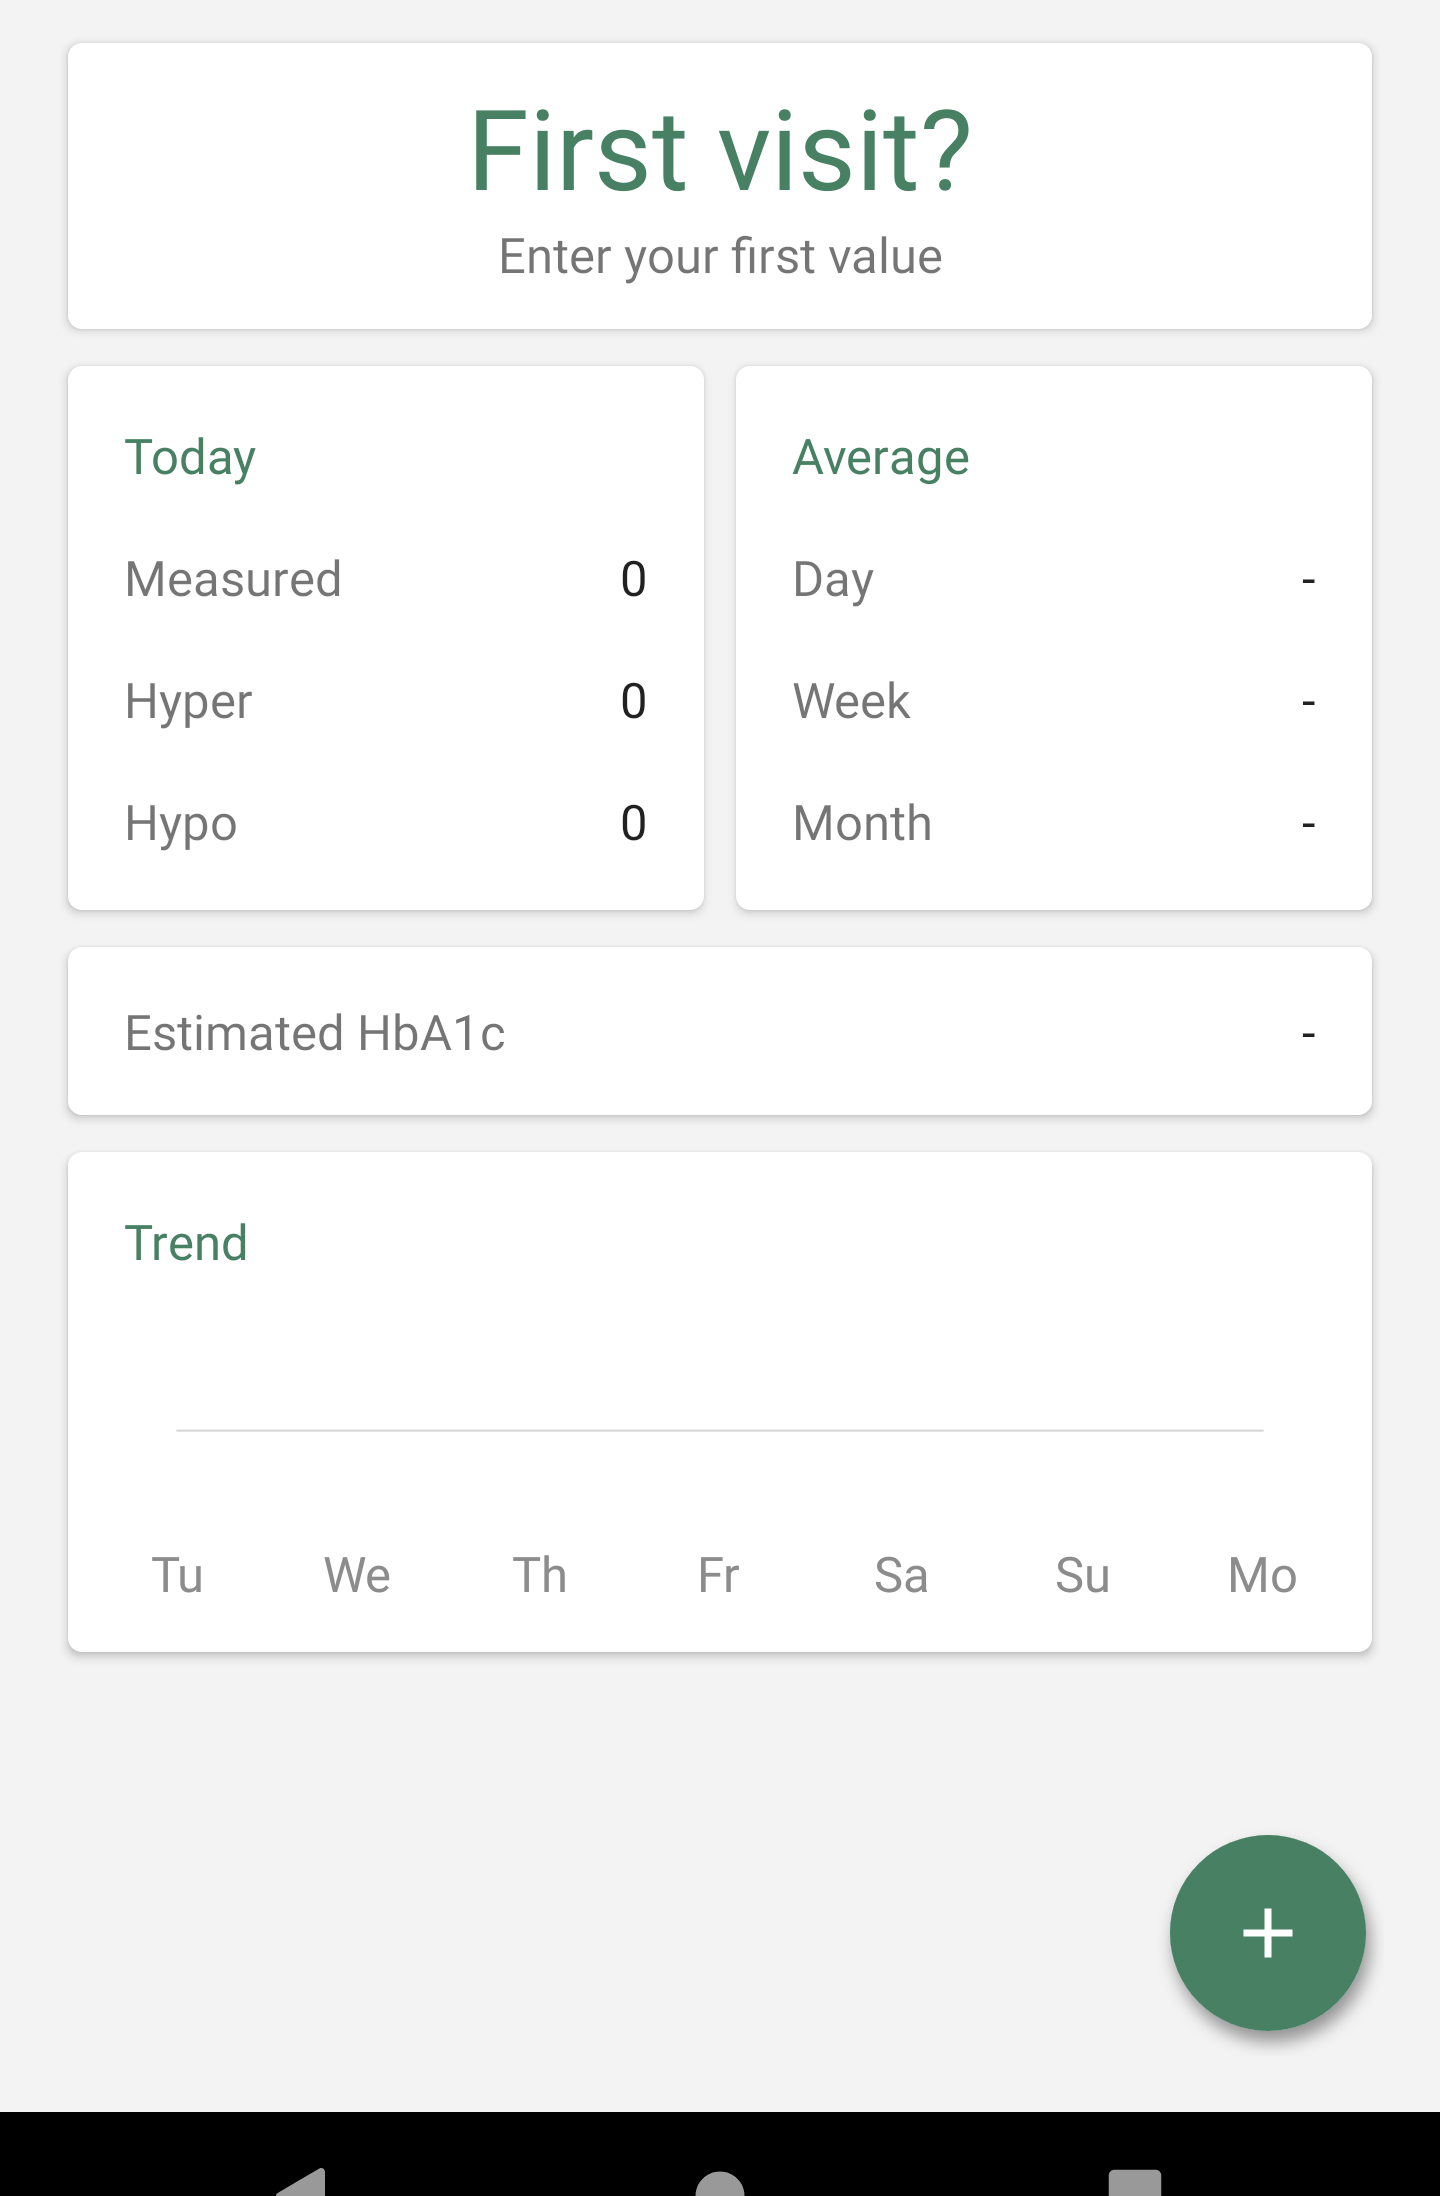 First visit?
Enter your first value
Today
Measured 0
Hyper 0
Hypo 0
Average
Day -
Week -
Month -
Estimated HbA1c -
Trend
Tu We Th Fr Sa Su Mo